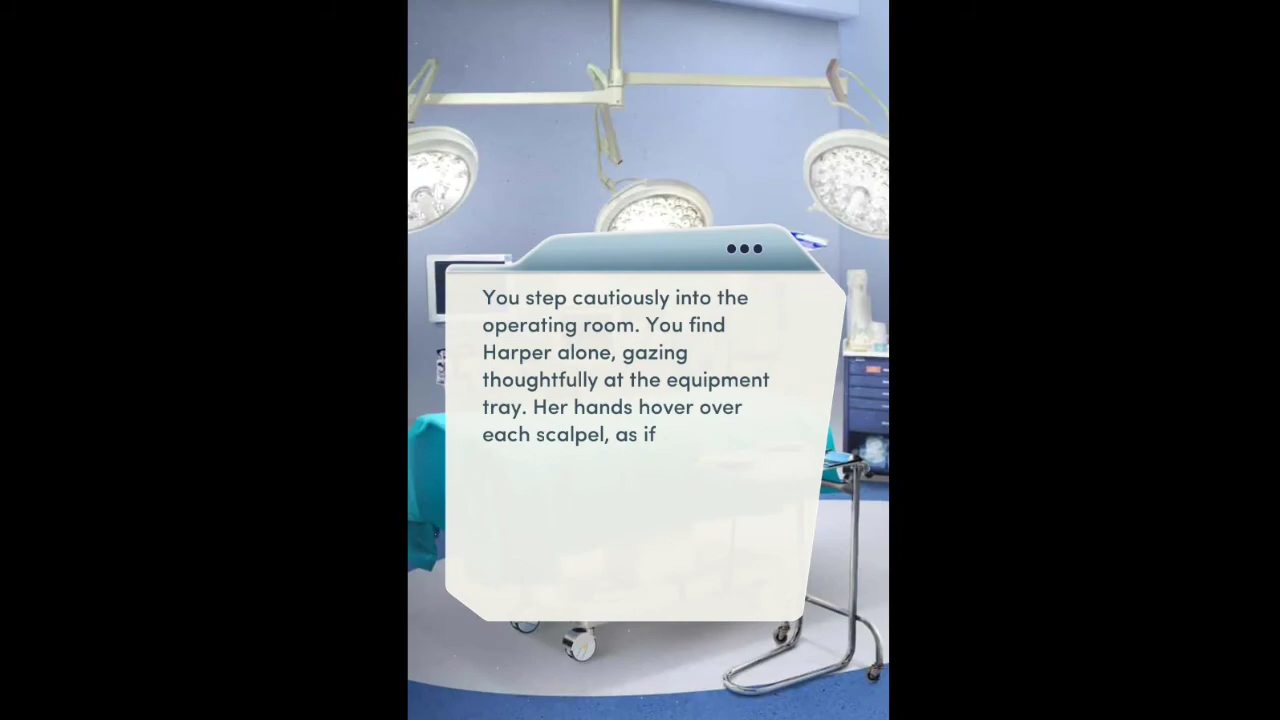 You step cautiously into the
operating room. You find
Harper alone, gazing
thoughtfully at the equipment
tray. Her hands hover over
each scalpel, as if